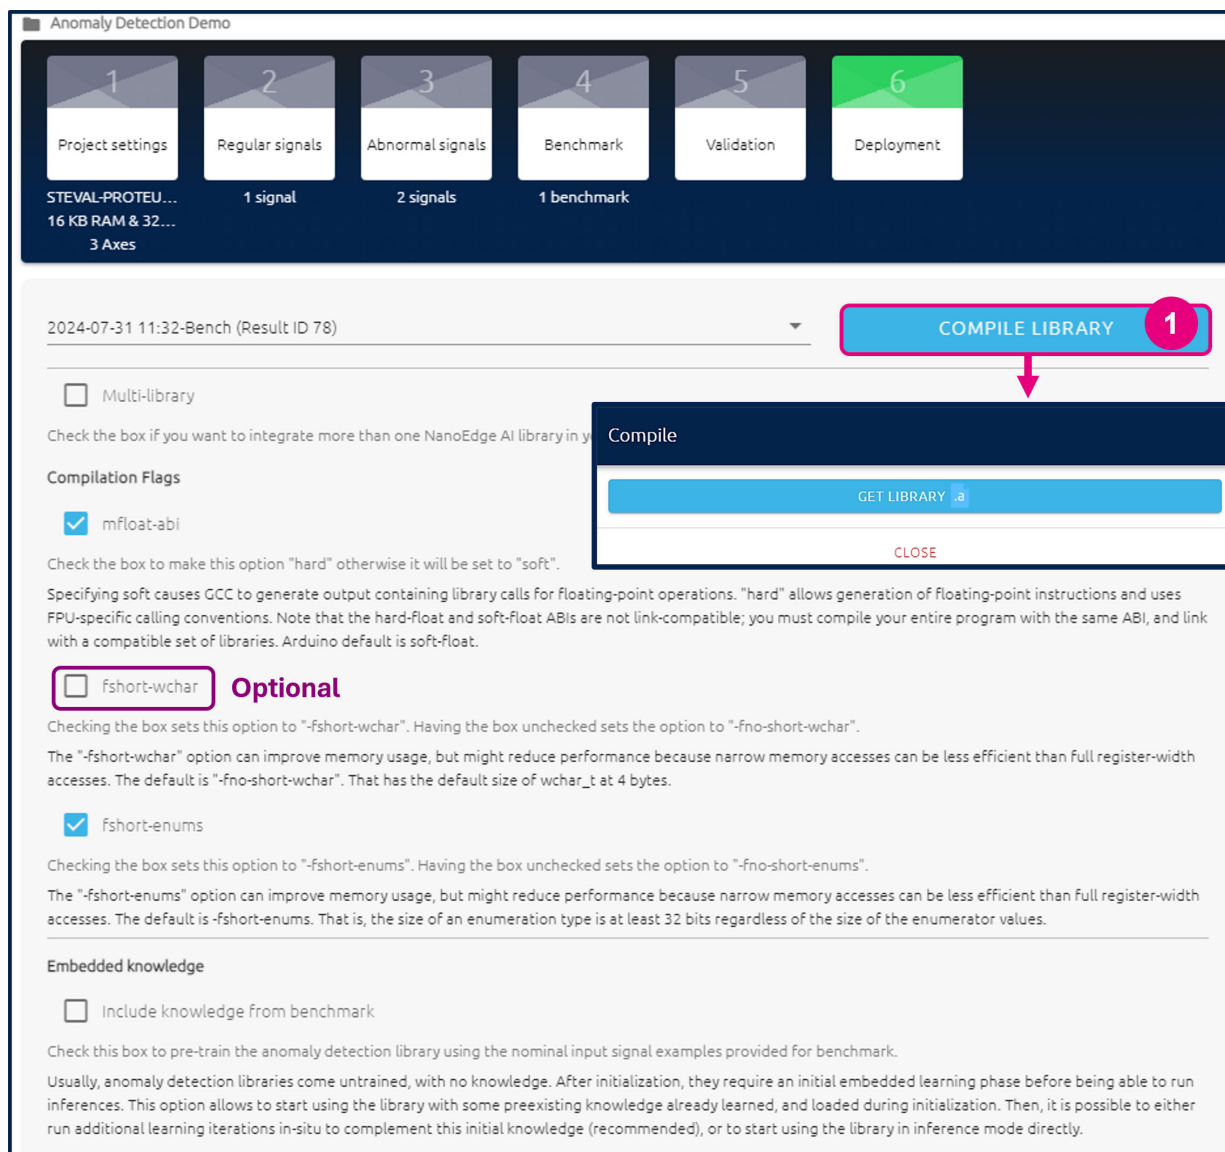 Anomaly Detection Demo
1 2 3 4 5 6
Project settings Regular signals Abnormal signals Benchmark Validation Deployment
STEVAL-PROTEU... 1 signal 2 signals 1 benchmark
16 KB RAM & 32...
3 Axes
2024-07-31 11:32-Bench (Result ID 78)
COMPILE LIBRARY 1
Multi-library
Check the box if you want to integrate more than one NanoEdge AI library in y
Compile
GET LIBRARY .a
CLOSE
Compilation Flags
mfloat-abi
Check the box to make this option "hard" otherwise it will be set to "soft".
Specifying soft causes GCC to generate output containing library calls for floating-point operations. "hard" allows generation of floating-point instructions and uses
FPU-specific calling conventions. Note that the hard-float and soft-float ABIs are not link-compatible; you must compile your entire program with the same ABI, and link
with a compatible set of libraries. Arduino default is soft-float.
fshort-wchar Optional
Checking the box sets this option to "-fshort-wchar". Having the box unchecked sets the option to "-fno-short-wchar".
The "-fshort-wchar" option can improve memory usage, but might reduce performance because narrow memory accesses can be less efficient than full register-width
accesses. The default is "-fno-short-wchar". That has the default size of wchar_t at 4 bytes.
fshort-enums
Checking the box sets this option to "-fshort-enums". Having the box unchecked sets the option to "-fno-short-enums".
The "-fshort-enums" option can improve memory usage, but might reduce performance because narrow memory accesses can be less efficient than full register-width
accesses. The default is -fshort-enums. That is, the size of an enumeration type is at least 32 bits regardless of the size of the enumerator values.
Embedded knowledge
Include knowledge from benchmark
Check this box to pre-train the anomaly detection library using the nominal input signal examples provided for benchmark.
Usually, anomaly detection libraries come untrained, with no knowledge. After initialization, they require an initial embedded learning phase before being able to run
inferences. This option allows to start using the library with some preexisting knowledge already learned, and loaded during initialization. Then, it is possible to either
run additional learning iterations in-situ to complement this initial knowledge (recommended), or to start using the library in inference mode directly.